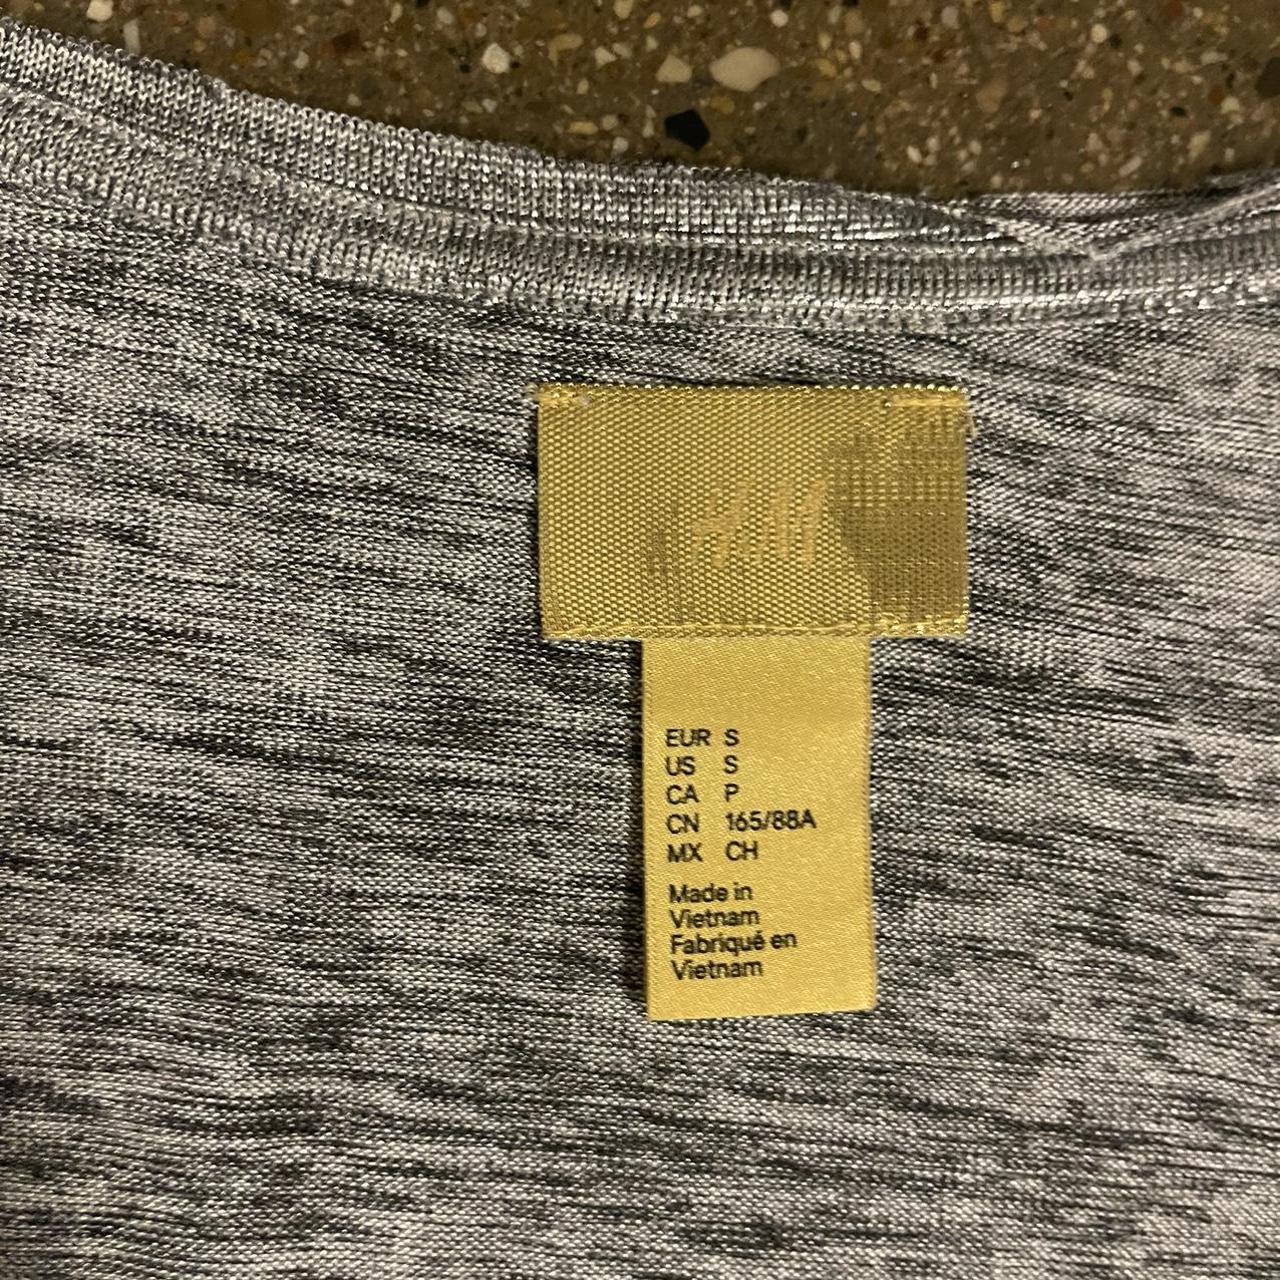 H&M
EUR S
US S
CA P
CN 165/88A
MX CH
Made in
Vietnam
Fabriqué en
Vietnam